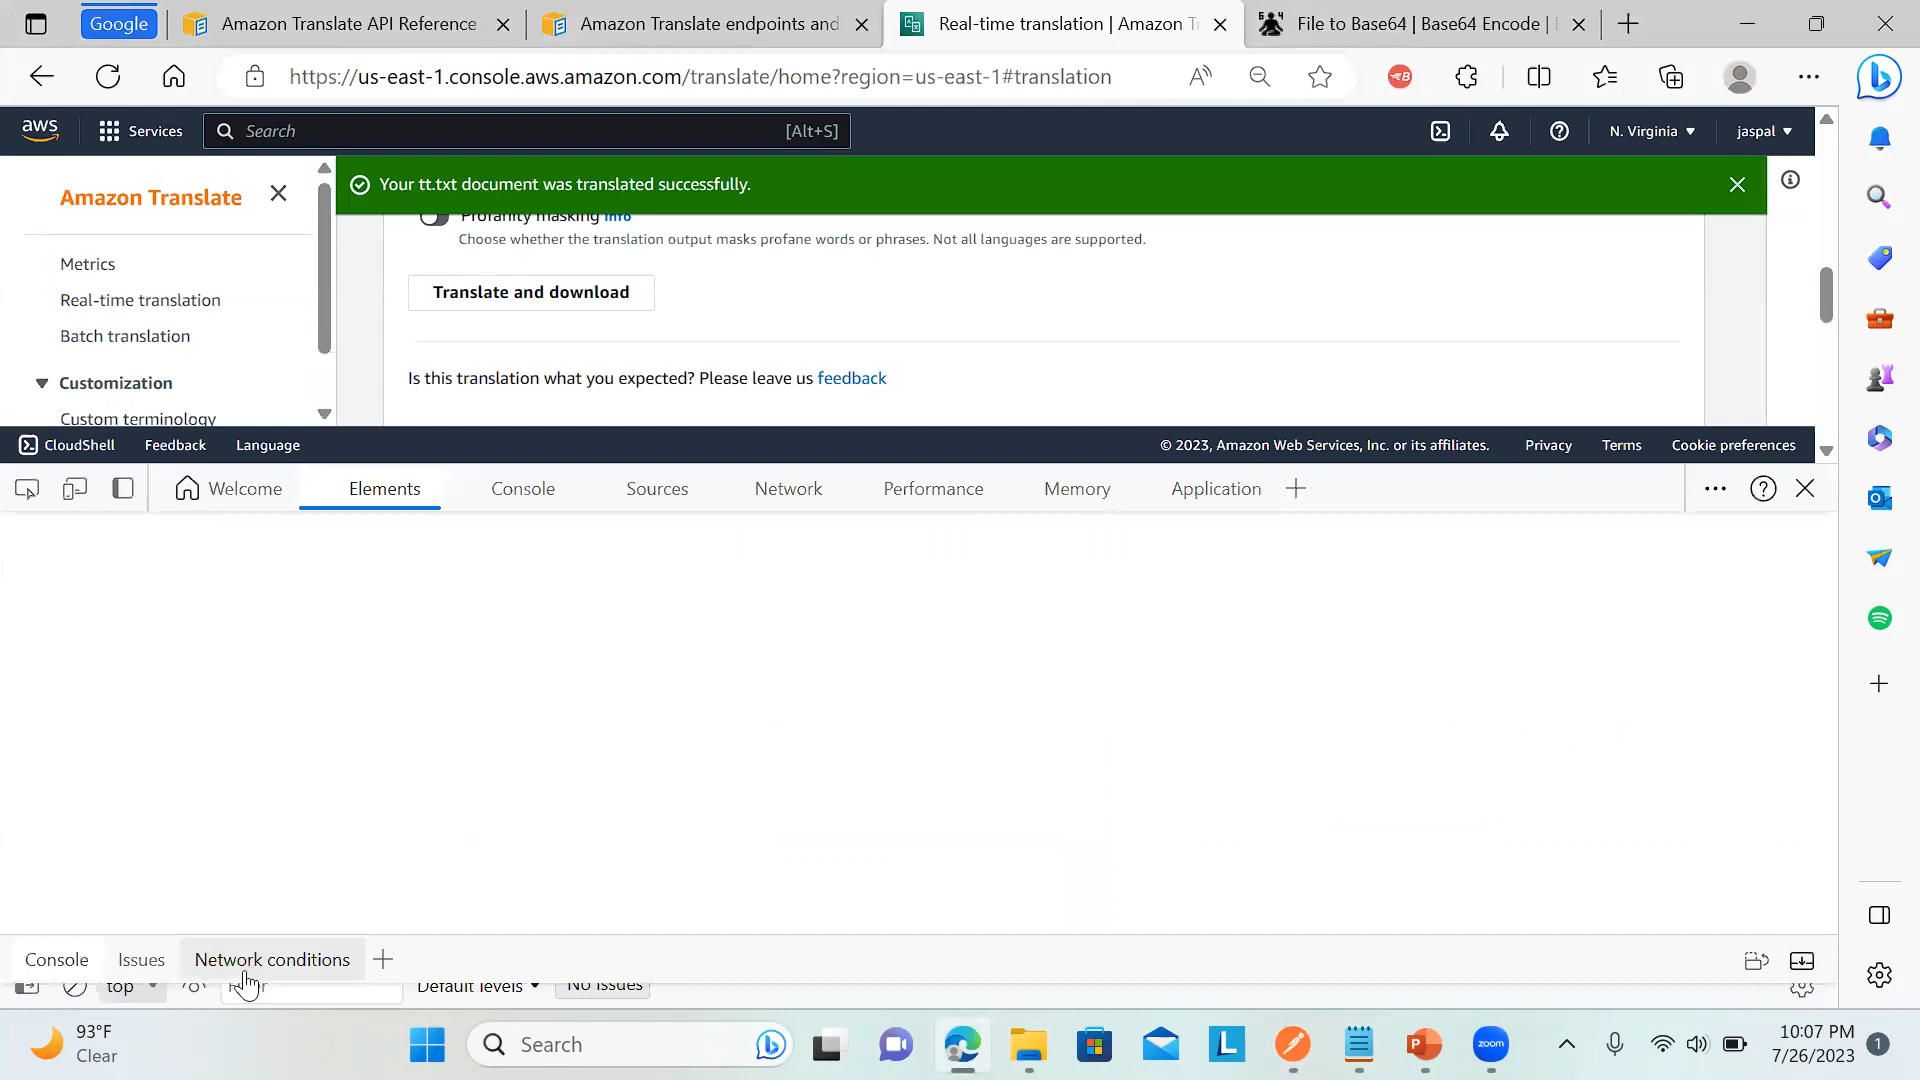 Google
Amazon Translate API Reference
Amazon Translate endpoints and
Real-time translation | Amazon T
File to Base64 | Base64 Encode |
https://us-east-1.console.aws.amazon.com/translate/home?region=us-east-1#translation
aws
Services
Search
[Alt+S]
N. Virginia
jaspal
Amazon Translate
Your tt.txt document was translated successfully.
Profanity masking Info
Choose whether the translation output masks profane words or phrases. Not all languages are supported.
Metrics
Real-time translation
Batch translation
Translate and download
Customization
Custom terminology
Is this translation what you expected? Please leave us feedback
CloudShell
Feedback
Language
© 2023, Amazon Web Services, Inc. or its affiliates.
Privacy
Terms
Cookie preferences
Welcome
Elements
Console
Sources
Network
Performance
Memory
Application
Console
Issues
Network conditions
top
Default levels
No Issues
93°F
Clear
Search
zoom
10:07 PM
7/26/2023
1